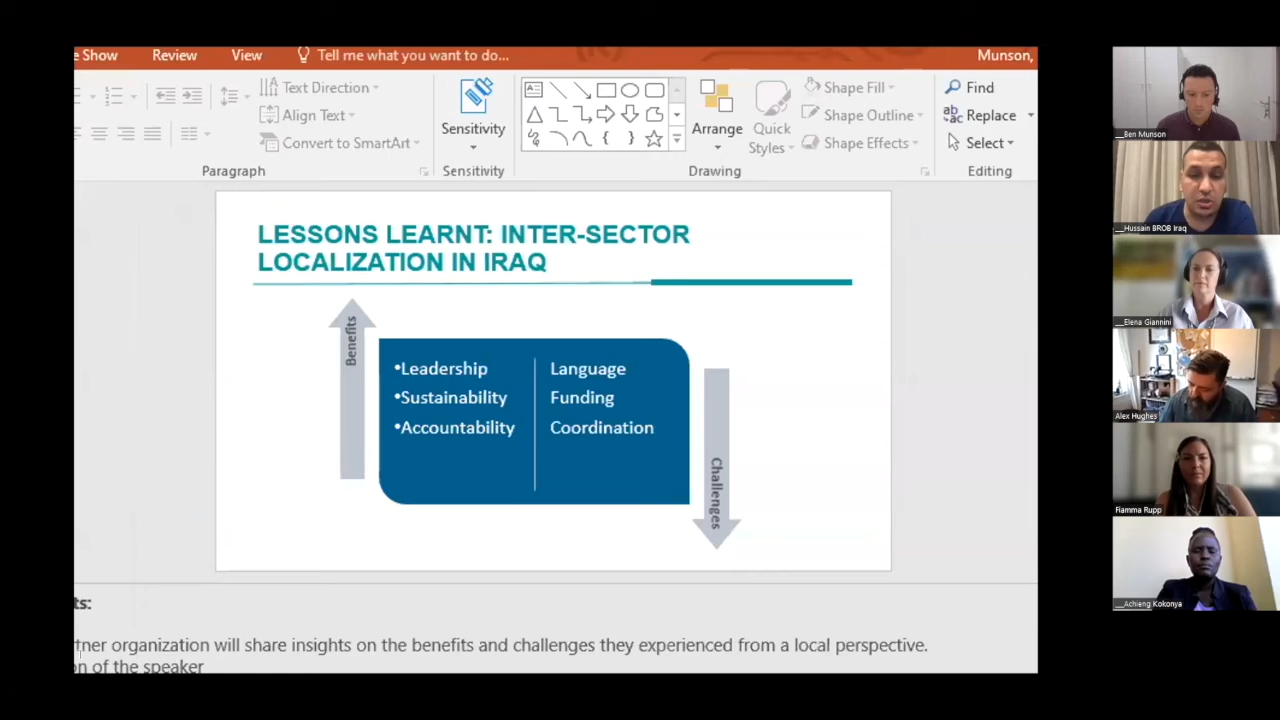 e Show Review View Tell me what you want to do... Munson,
Text Direction Find
Align Text Sensitivity Arrange Quick Styles Shape Fill
Shape Outline Replace
Convert to SmartArt Shape Effects Select
Paragraph Sensitivity Drawing Editing
LESSONS LEARNT: INTER-SECTOR
LOCALIZATION IN IRAQ
Benefits
•Leadership
•Sustainability
•Accountability
Language
Funding
Coordination
Challenges
ts:
tner organization will share insights on the benefits and challenges they experienced from a local perspective.
on of the speaker
__Ben Munson
__Hussain BROB Iraq
__Elena Giannini
Alex Hughes
Fiamma Rupp
__Achieng Kokonya